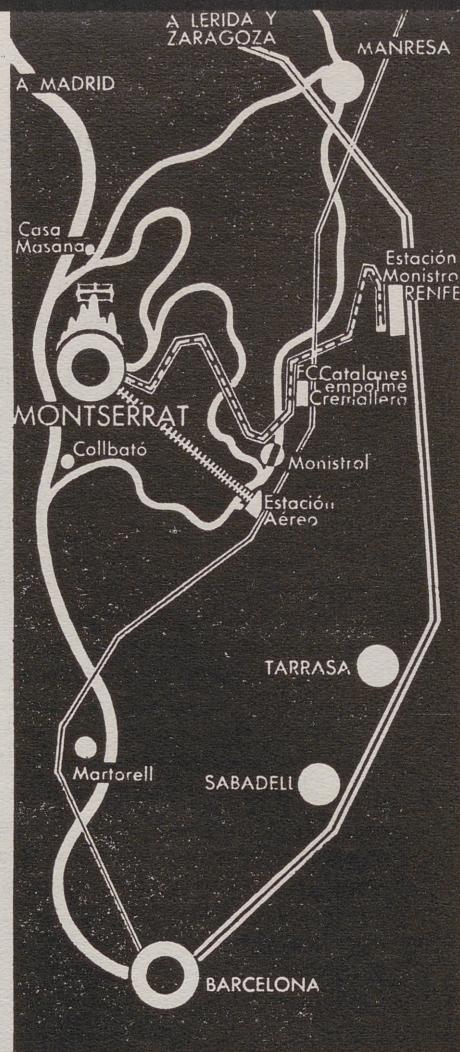 A LERIDA Y
ZARAGOZA
MANRESA
A MADRID
Casa
Masana
Estación
Monistrol
RENFE
MONTSERRAT
FCCatalanes
empalme
Cremallera
Collbató
Monistrol
Estación
Aéreo
TARRASA
Martorell
SABADELL
BARCELONA